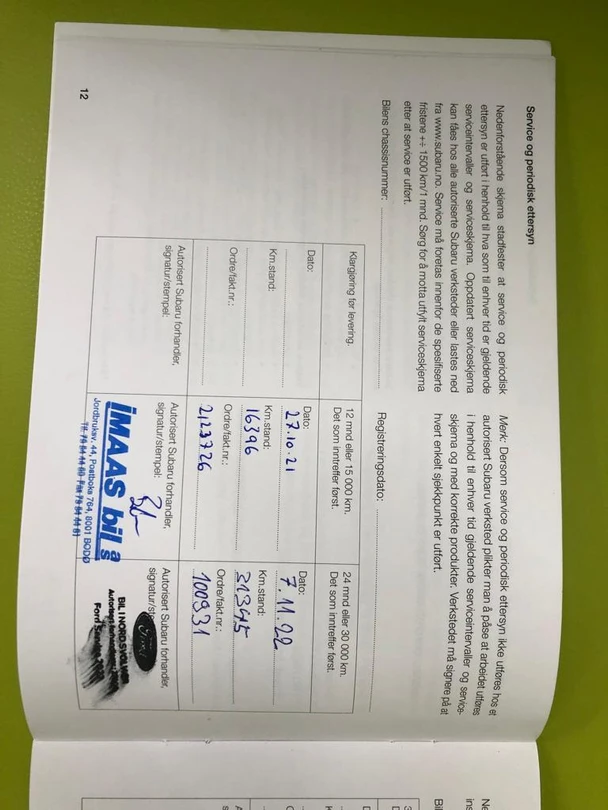 Service og periodisk ettersyn
Nedenforstående skjema stadfester at service og periodisk
ettersyn er utført i henhold til hva som til enhver tid er gjeldende
serviceintervaller og serviceskjema. Oppdatert serviceskjema
kan fåes hos alle autoriserte Subaru verksteder eller lastes ned
fra www.subaru.no. Service må foretas innenfor de spesifiserte
fristene +÷ 1500 km/1 mnd. Sørg for å motta utfylt serviceskjema
etter at service er utført.
Bilens chassisnummer:
Merk: Dersom service og periodisk ettersyn ikke utføres hos et
autorisert Subaru verksted plikter man å påse at arbeidet utføres
i henhold til enhver tid gjeldende serviceintervaller og service-
skjema og med korrekte produkter. Verkstedet må signere på at
hvert enkelt sjekkpunkt er utført.
Registreringsdato:
Klargjøring før levering.
Dato:
Km.stand:
Ordre/fakt.nr.:
Autorisert Subaru forhandler,
signatur/stempel:
12 mnd eller 15 000 km.
Det som inntreffer først.
Dato:
27.10.21
Km.stand:
16396
Ordre/fakt.nr.:
2123726
Autorisert Subaru forhandler,
signatur/stempel:
iMAAS bil As
Jordbruksv. 44, Postboks 764, 8001 BODØ
24 mnd eller 30 000 km.
Det som inntreffer først.
Dato:
7.11.22
Km.stand:
31345
Ordre/fakt.nr.:
100931
Autorisert Subaru forhandler,
Ford
BIL I NORD SVOLVÆR
12